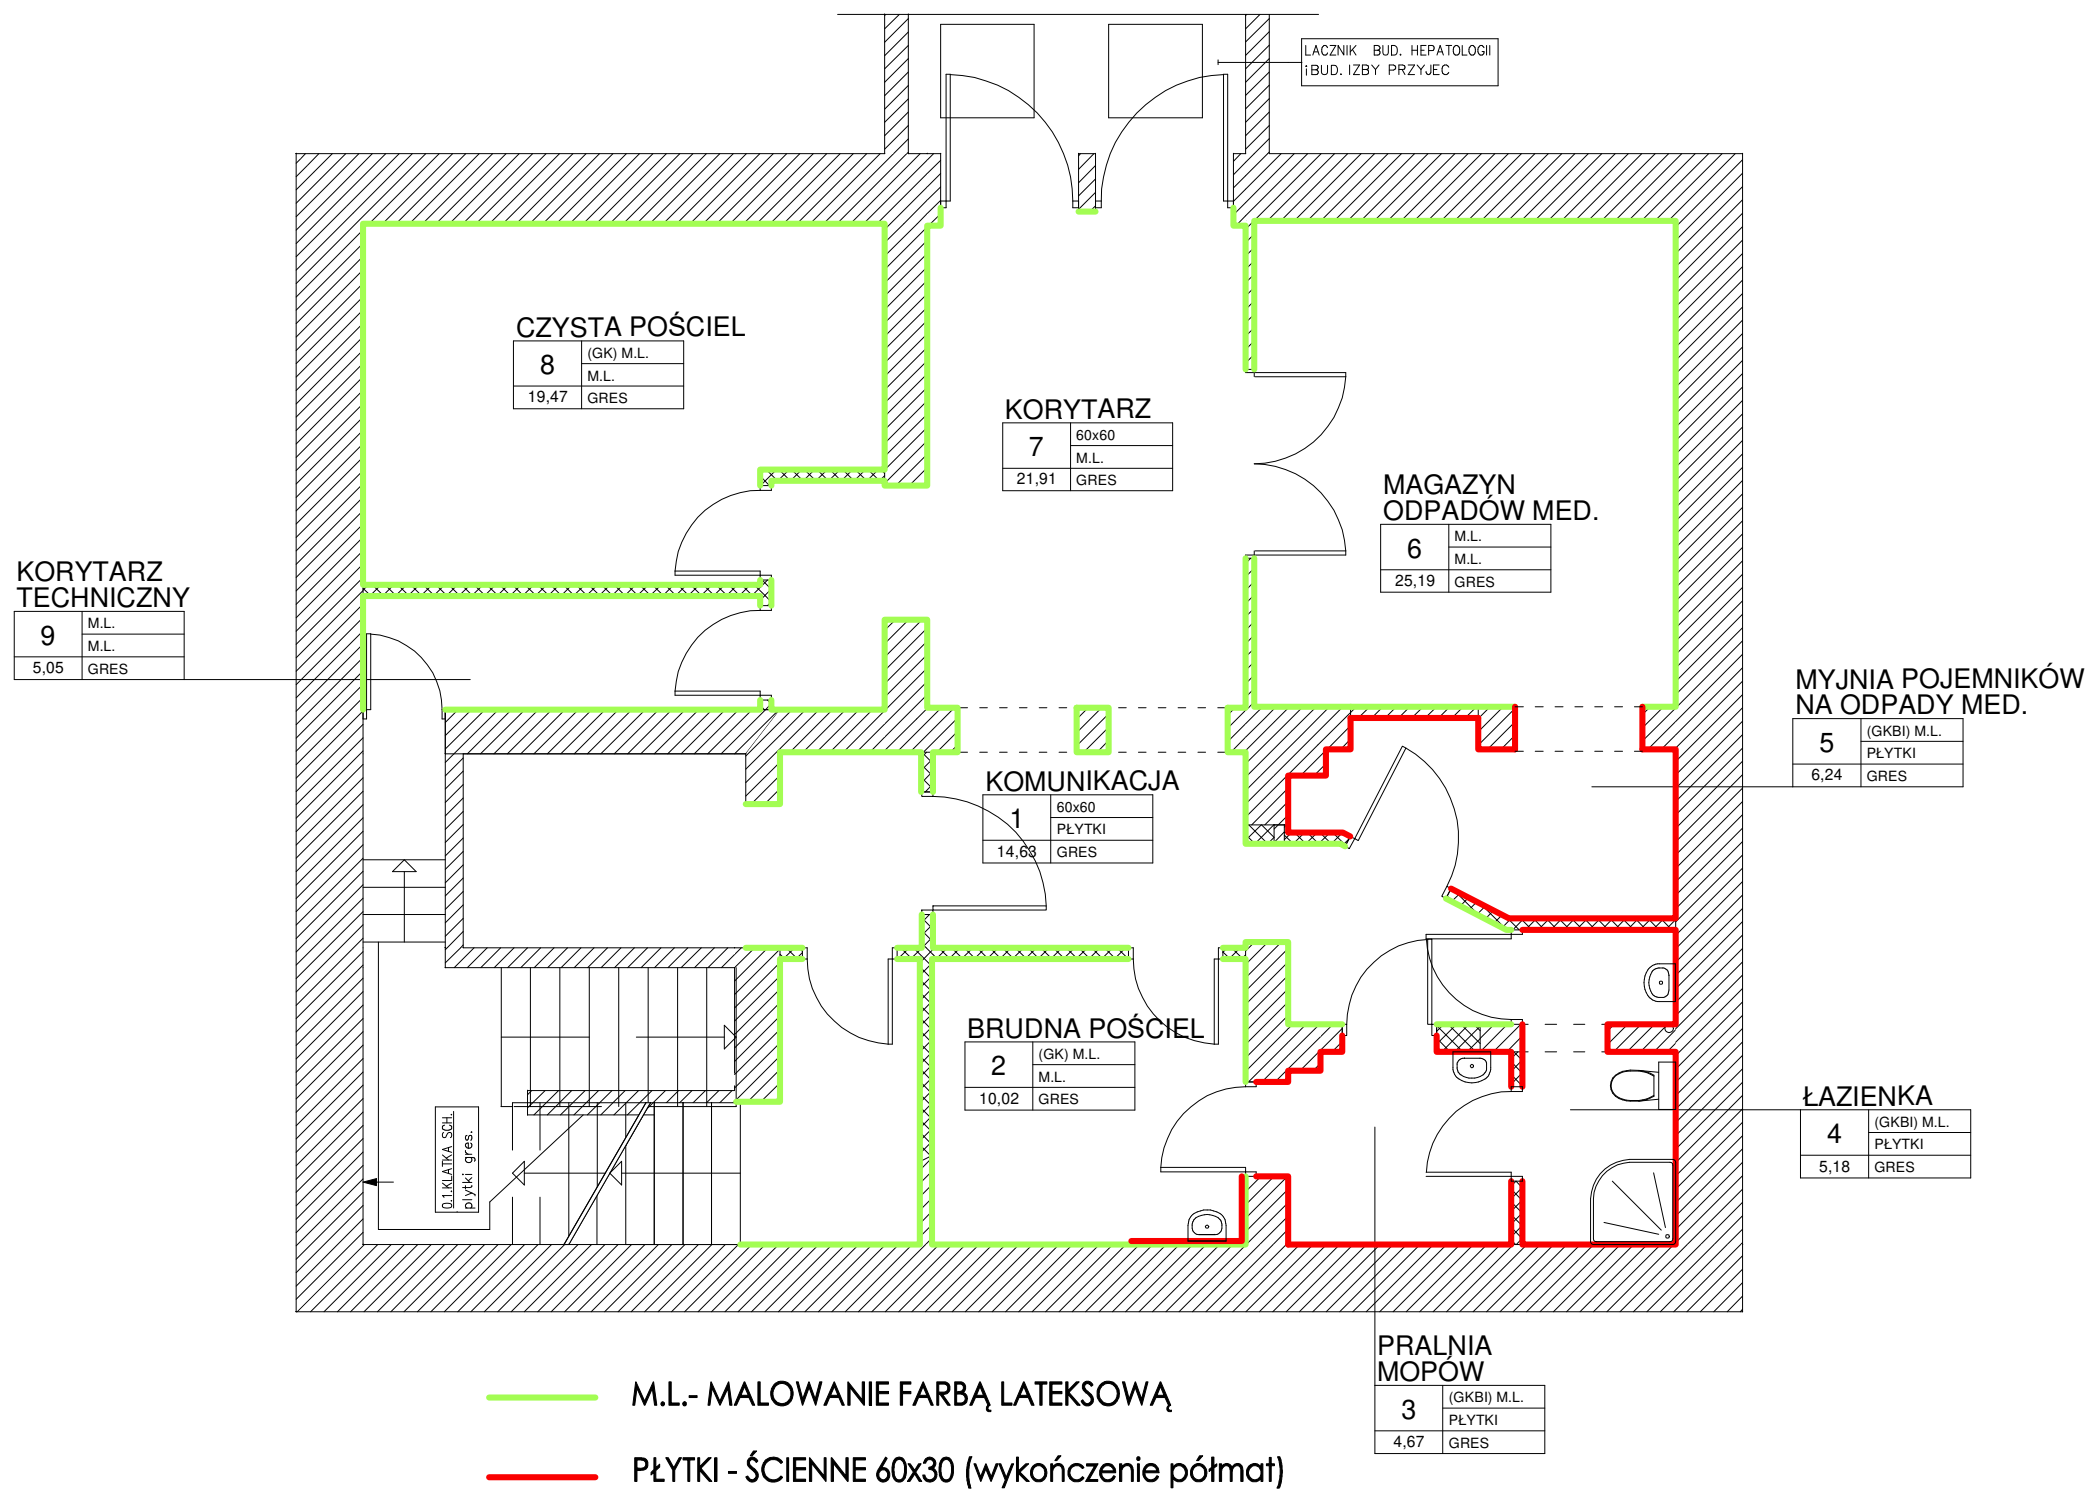 LACZNIK BUD. HEPATOLOGII
iBUD. IZBY PRZYJEC
CZYSTA POŚCIEL
8
(GK) M.L.
M.L.
19,47
GRES
KORYTARZ
7
60x60
M.L.
21,91
GRES
MAGAZYN
ODPADÓW MED.
6
M.L.
M.L.
25,19
GRES
KORYTARZ
TECHNICZNY
9
M.L.
M.L.
5,05
GRES
MYJNIA POJEMNIKÓW
NA ODPADY MED.
5
(GKBI) M.L.
PŁYTKI
6,24
GRES
KOMUNIKACJA
1
60x60
PŁYTKI
14,63
GRES
BRUDNA POŚCIEL
2
(GK) M.L.
M.L.
10,02
GRES
0.1.KLATKA SCH.
plytki gres.
ŁAZIENKA
4
(GKBI) M.L.
PŁYTKI
5,18
GRES
PRALNIA
MOPÓW
3
(GKBI) M.L.
PŁYTKI
4,67
GRES
M.L.- MALOWANIE FARBĄ LATEKSOWĄ
PŁYTKI - ŚCIENNE 60x30 (wykończenie półmat)